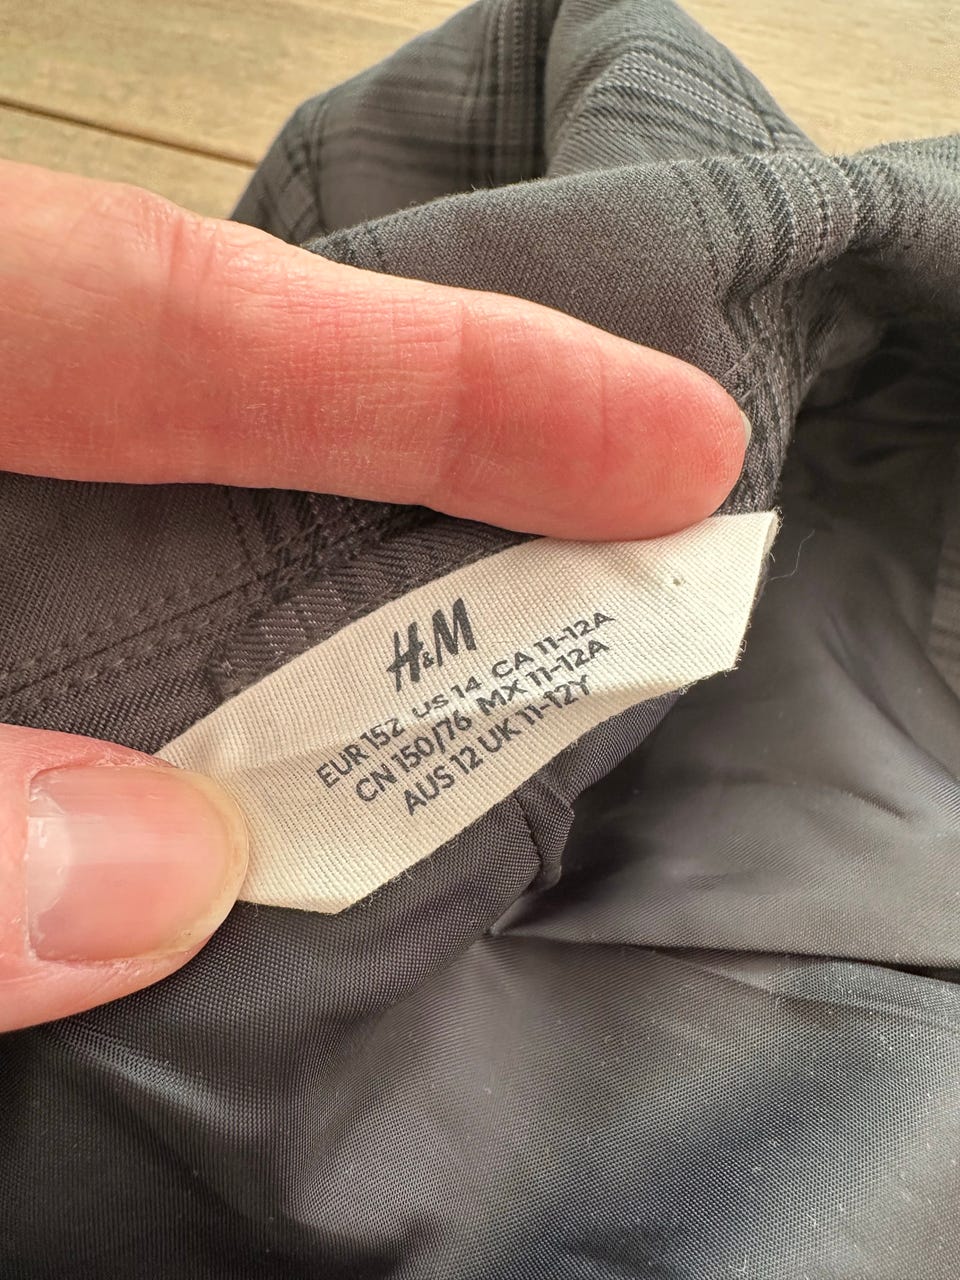 H&M
EUR 152 US 14 CA 11-12A
CN 150/76 MX 11-12A
AUS 12 UK 11-12Y